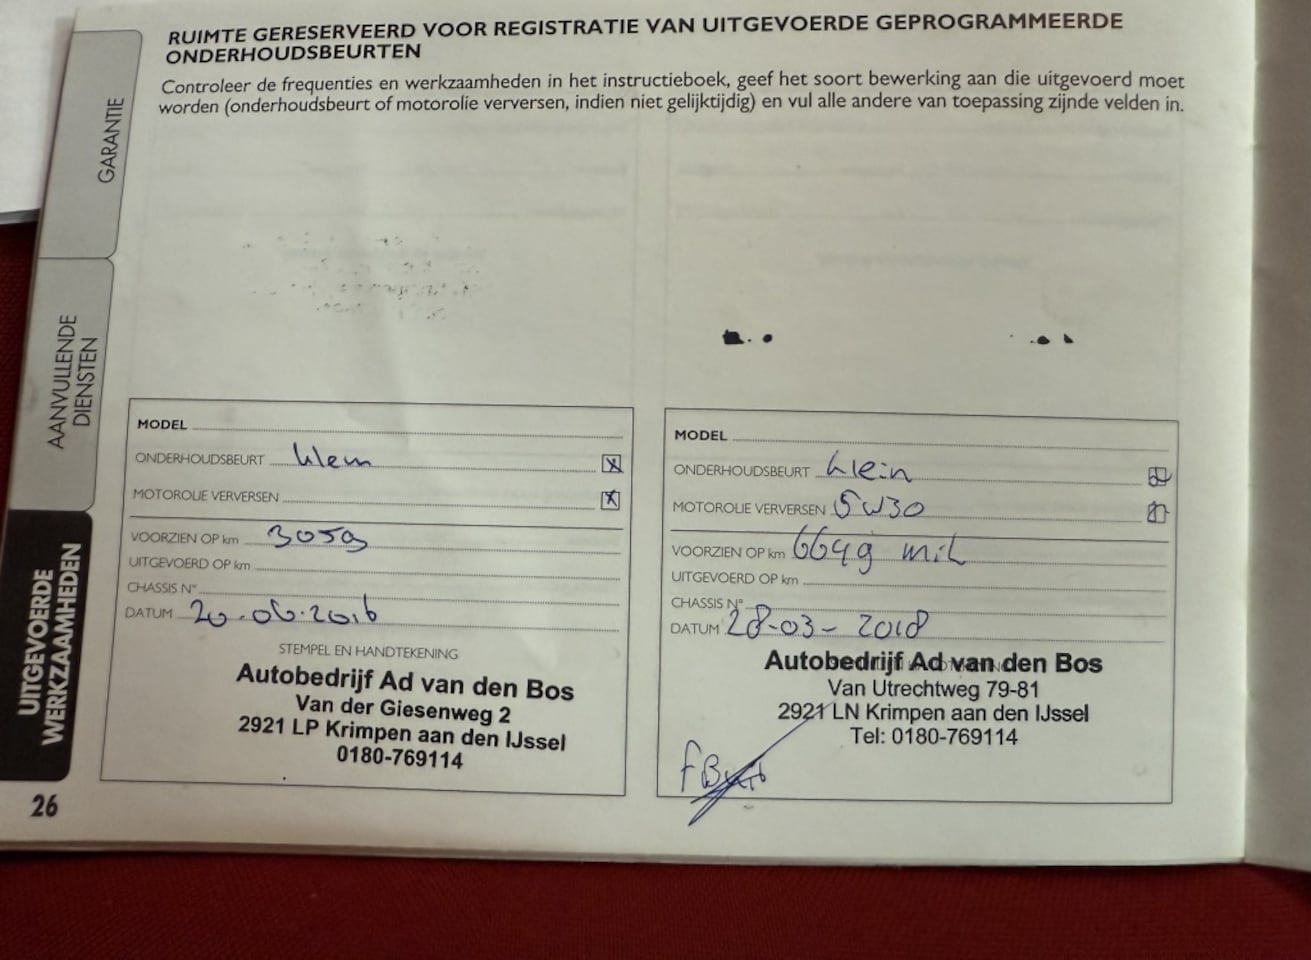 RUIMTE GERESERVEERD VOOR REGISTRATIE VAN UITGEVOERDE GEPROGRAMMEERDE
ONDERHOUDSBEURTEN
Controleer de frequenties en werkzaamheden in het instructieboek, geef het soort bewerking aan die uitgevoerd moet
worden (onderhoudsbeurt of motorolie verversen, indien niet gelijktijdig) en vul alle andere van toepassing zijnde velden in.
GARANTIE
AANVULLENDE
DIENSTEN
UITGEVOERDE
WERKZAAMHEDEN
MODEL
ONDERHOUDSBEURT klein
MOTOROLIE VERVERSEN
VOORZIEN OP km 3059
UITGEVOERD OP km
CHASSIS N°
DATUM 20-06-2016
STEMPEL EN HANDTEKENING
Autobedrijf Ad van den Bos
Van der Giesenweg 2
2921 LP Krimpen aan den IJssel
0180-769114
MODEL
ONDERHOUDSBEURT klein
MOTOROLIE VERVERSEN 5W30
VOORZIEN OP km 6649
UITGEVOERD OP km
CHASSIS N°
DATUM 28-03-2018
Autobedrijf Ad van den Bos
Van Utrechtweg 79-81
2921 LN Krimpen aan den IJssel
Tel: 0180-769114
26